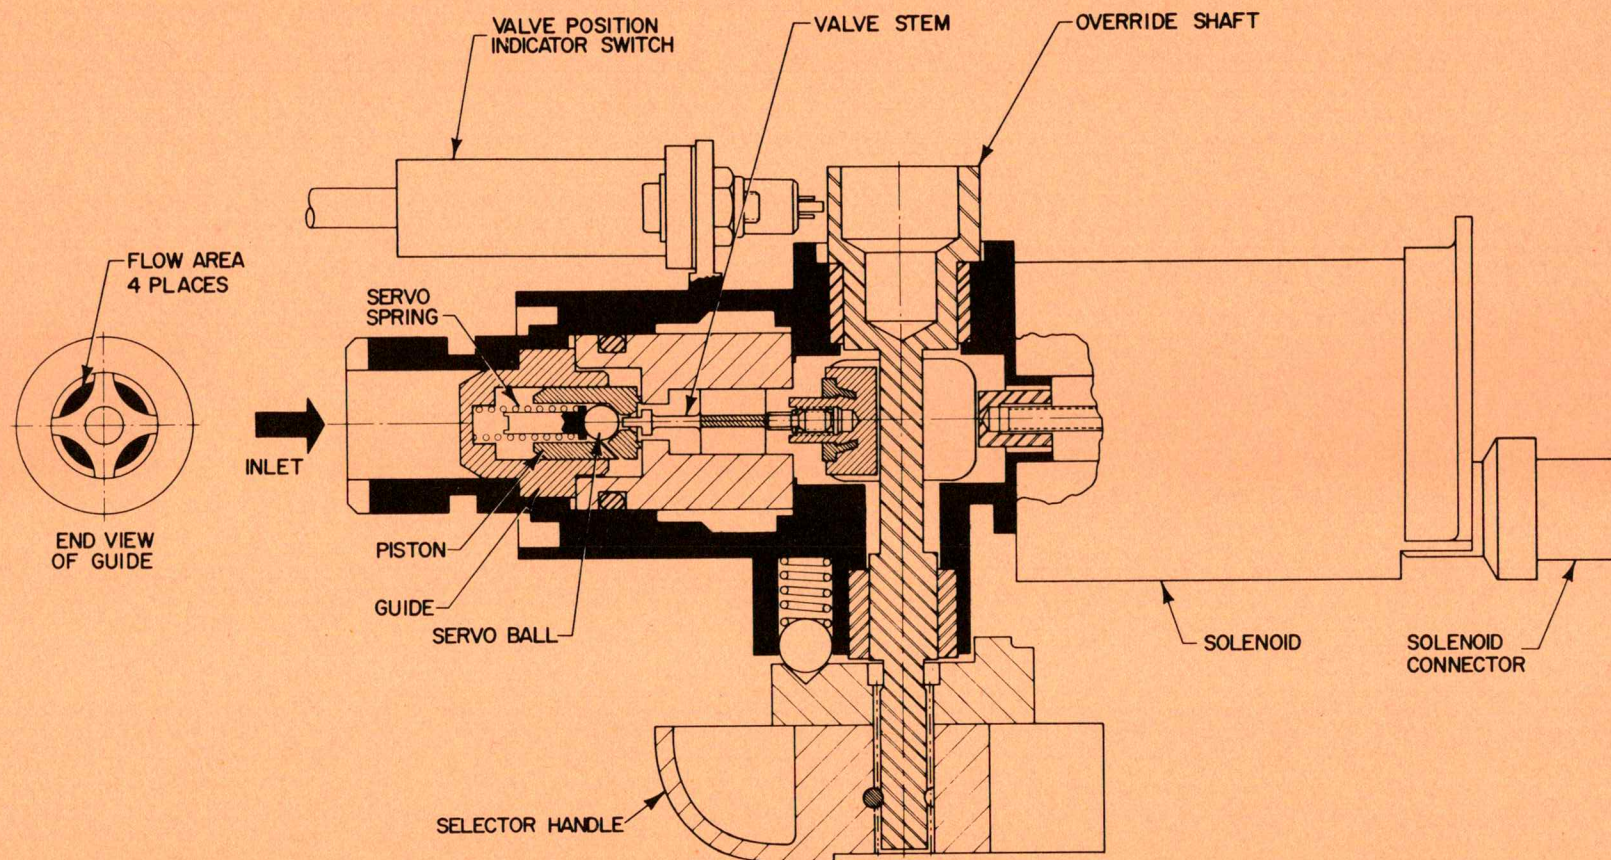 VALVE POSITION
INDICATOR SWITCH
VALVE STEM
OVERRIDE SHAFT
FLOW AREA
4 PLACES
SERVO
SPRING
INLET
END VIEW
OF GUIDE
PISTON
GUIDE
SERVO BALL
SOLENOID
SOLENOID
CONNECTOR
SELECTOR HANDLE